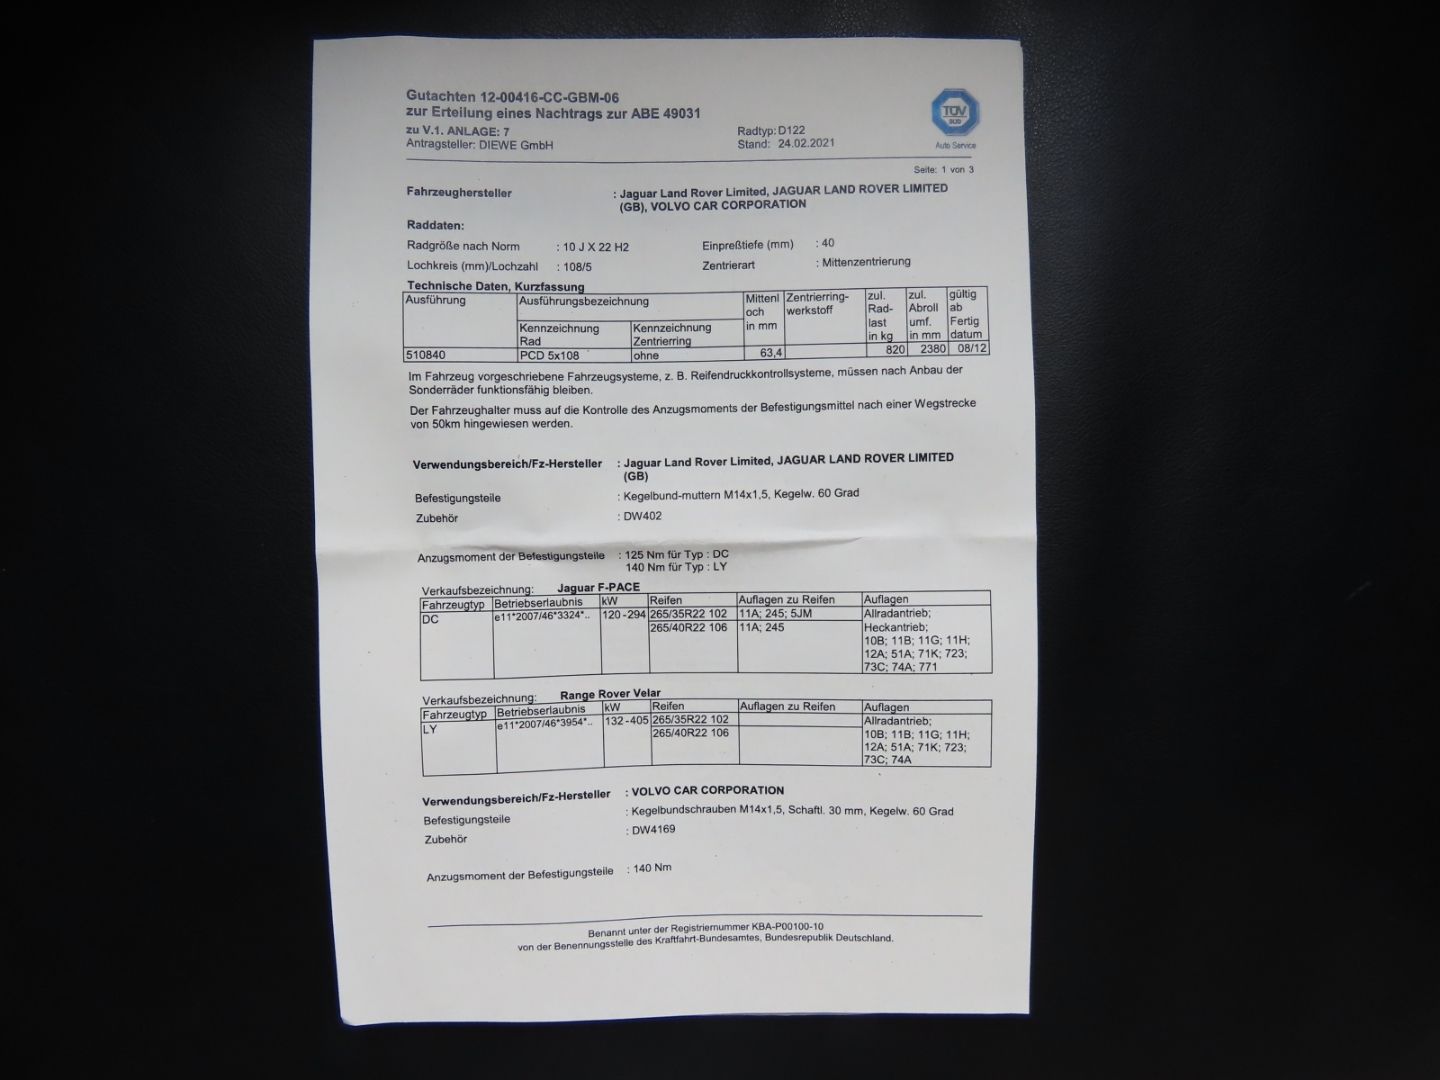 Gutachten 12-00416-CC-GBM-06
zur Erteilung eines Nachtrags zur ABE 49031
zu V.1. ANLAGE: 7
Antragsteller: DIEWE GmbH
Radtyp: D122
Stand: 24.02.2021
TÜV
SÜD
Auto Service
Seite: 1 von 3
Fahrzeughersteller : Jaguar Land Rover Limited, JAGUAR LAND ROVER LIMITED
(GB), VOLVO CAR CORPORATION
Raddaten:
Radgröße nach Norm : 10 J X 22 H2 Einpreßtiefe (mm) : 40
Lochkreis (mm)/Lochzahl : 108/5 Zentrierart : Mittenzentrierung
Technische Daten, Kurzfassung
Ausführung Ausführungsbezeichnung Mittenl Zentrierring- zul. zul. gültig
och werkstoff Rad- Abroll ab
Kennzeichnung Kennzeichnung in mm last umf. Fertig
Rad Zentrierring in kg in mm datum
510840 PCD 5x108 ohne 63,4 820 2380 08/12
Im Fahrzeug vorgeschriebene Fahrzeugsysteme, z. B. Reifendruckkontrollsysteme, müssen nach Anbau der
Sonderräder funktionsfähig bleiben.
Der Fahrzeughalter muss auf die Kontrolle des Anzugsmoments der Befestigungsmittel nach einer Wegstrecke
von 50km hingewiesen werden.
Verwendungsbereich/Fz-Hersteller : Jaguar Land Rover Limited, JAGUAR LAND ROVER LIMITED
(GB)
Befestigungsteile : Kegelbund-muttern M14x1,5, Kegelw. 60 Grad
Zubehör : DW402
Anzugsmoment der Befestigungsteile : 125 Nm für Typ : DC
140 Nm für Typ : LY
Verkaufsbezeichnung: Jaguar F-PACE
Fahrzeugtyp Betriebserlaubnis kW Reifen Auflagen zu Reifen Auflagen
DC e11*2007/46*3324*.. 120-294 265/35R22 102 11A; 245; 5JM Allradantrieb;
265/40R22 106 11A; 245 Heckantrieb;
10B; 11B; 11G; 11H;
12A; 51A; 71K; 723;
73C; 74A; 771
Verkaufsbezeichnung: Range Rover Velar
Fahrzeugtyp Betriebserlaubnis kW Reifen Auflagen zu Reifen Auflagen
LY e11*2007/46*3954*.. 132-405 265/35R22 102 Allradantrieb;
265/40R22 106 10B; 11B; 11G; 11H;
12A; 51A; 71K; 723;
73C; 74A
Verwendungsbereich/Fz-Hersteller : VOLVO CAR CORPORATION
Befestigungsteile : Kegelbundschrauben M14x1,5, Schaftl. 30 mm, Kegelw. 60 Grad
Zubehör : DW4169
Anzugsmoment der Befestigungsteile : 140 Nm
Benannt unter der Registriernummer KBA-P00100-10
von der Benennungsstelle des Kraftfahrt-Bundesamtes, Bundesrepublik Deutschland.